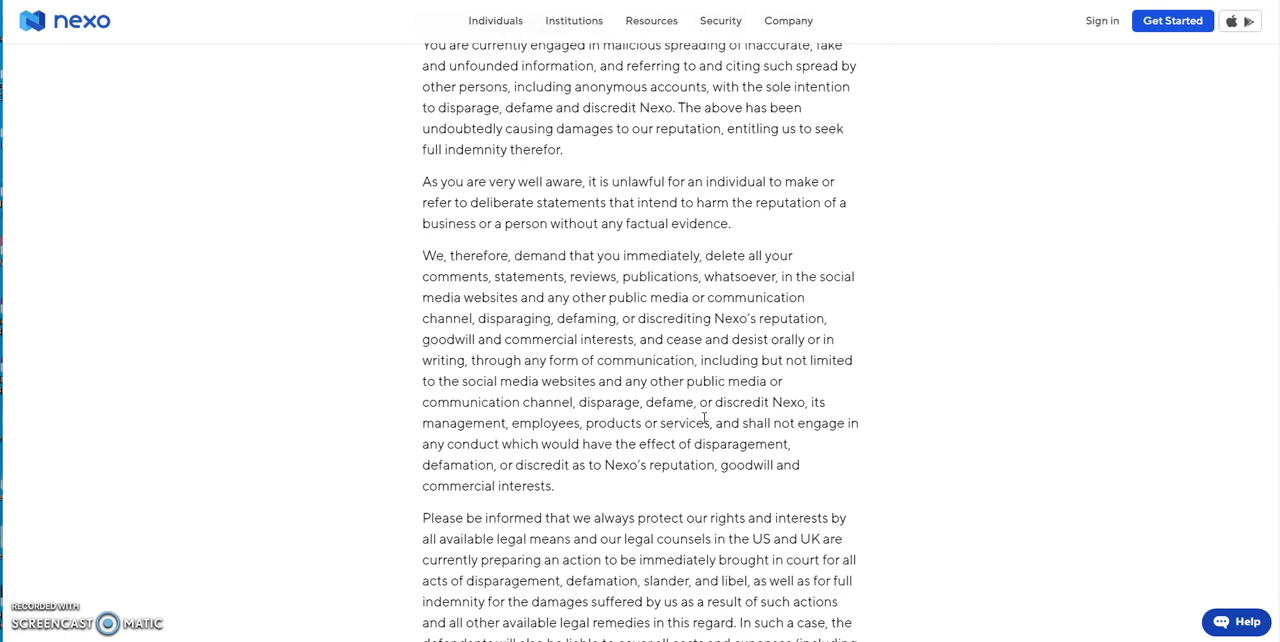 nexo
Individuals Institutions Resources Security Company
Sign in Get Started
You are currently engaged in malicious spreading of inaccurate, fake
and unfounded information, and referring to and citing such spread by
other persons, including anonymous accounts, with the sole intention
to disparage, defame and discredit Nexo. The above has been
undoubtedly causing damages to our reputation, entitling us to seek
full indemnity therefor.
As you are very well aware, it is unlawful for an individual to make or
refer to deliberate statements that intend to harm the reputation of a
business or a person without any factual evidence.
We, therefore, demand that you immediately, delete all your
comments, statements, reviews, publications, whatsoever, in the social
media websites and any other public media or communication
channel, disparaging, defaming, or discrediting Nexo's reputation,
goodwill and commercial interests, and cease and desist orally or in
writing, through any form of communication, including but not limited
to the social media websites and any other public media or
communication channel, disparage, defame, or discredit Nexo, its
management, employees, products or services, and shall not engage in
any conduct which would have the effect of disparagement,
defamation, or discredit as to Nexo's reputation, goodwill and
commercial interests.
Please be informed that we always protect our rights and interests by
all available legal means and our legal counsels in the US and UK are
currently preparing an action to be immediately brought in court for all
acts of disparagement, defamation, slander, and libel, as well as for full
indemnity for the damages suffered by us as a result of such actions
and all other available legal remedies in this regard. In such a case, the
defendants will also be liable to cover all costs and expenses (including
RECORDED WITH
SCREENCAST MATIC
Help